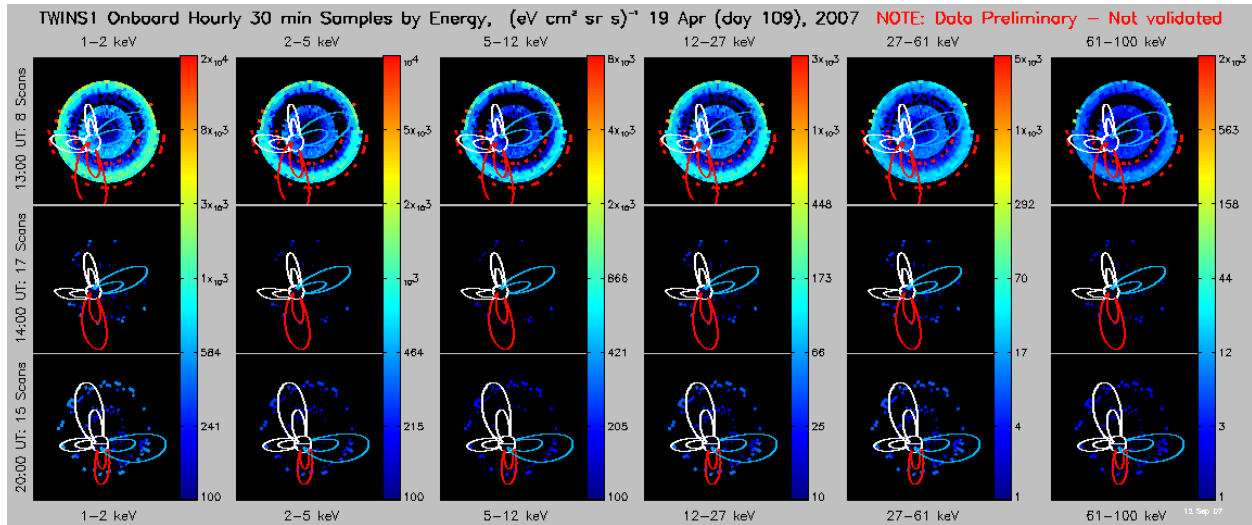 TWINS1 Onboard Hourly 30 min Samples by Energy, (eV cm² sr s)⁻¹ 19 Apr (day 109), 2007 NOTE: Data Preliminary – Not validated
1–2 keV 2–5 keV 5–12 keV 12–27 keV 27–61 keV 61–100 keV
13:00 UT: 8 Scans
2x10⁴ 10⁴ 8x10³ 3x10³ 5x10³ 2x10³
8x10³ 5x10³ 4x10³ 1x10³ 1x10³ 563
3x10³ 2x10³ 2x10³ 448 292 158
14:00 UT: 17 Scans
1x10³ 10³ 866 173 70 44
584 464 421 66 17 12
20:00 UT: 15 Scans
241 215 205 25 4 3
100 100 100 10 1 1
1–2 keV 2–5 keV 5–12 keV 12–27 keV 27–61 keV 61–100 keV
12 Sep 07